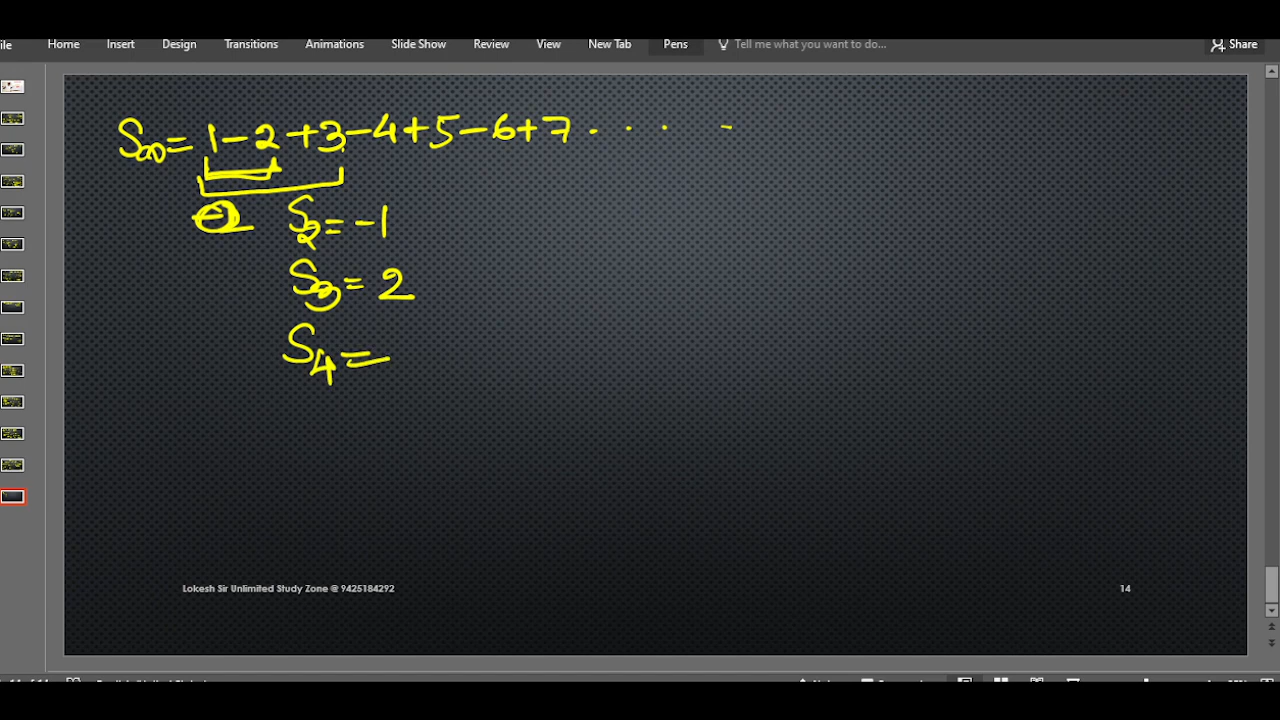 File Home Insert Design Transitions Animations Slide Show Review View New Tab Pens Tell me what you want to do... Share
S∞ = 1 - 2 + 3 - 4 + 5 - 6 + 7 . . . . -
S2 = -1
S3 = 2
S4 =
Lokesh Sir Unlimited Study Zone @ 9425184292
14